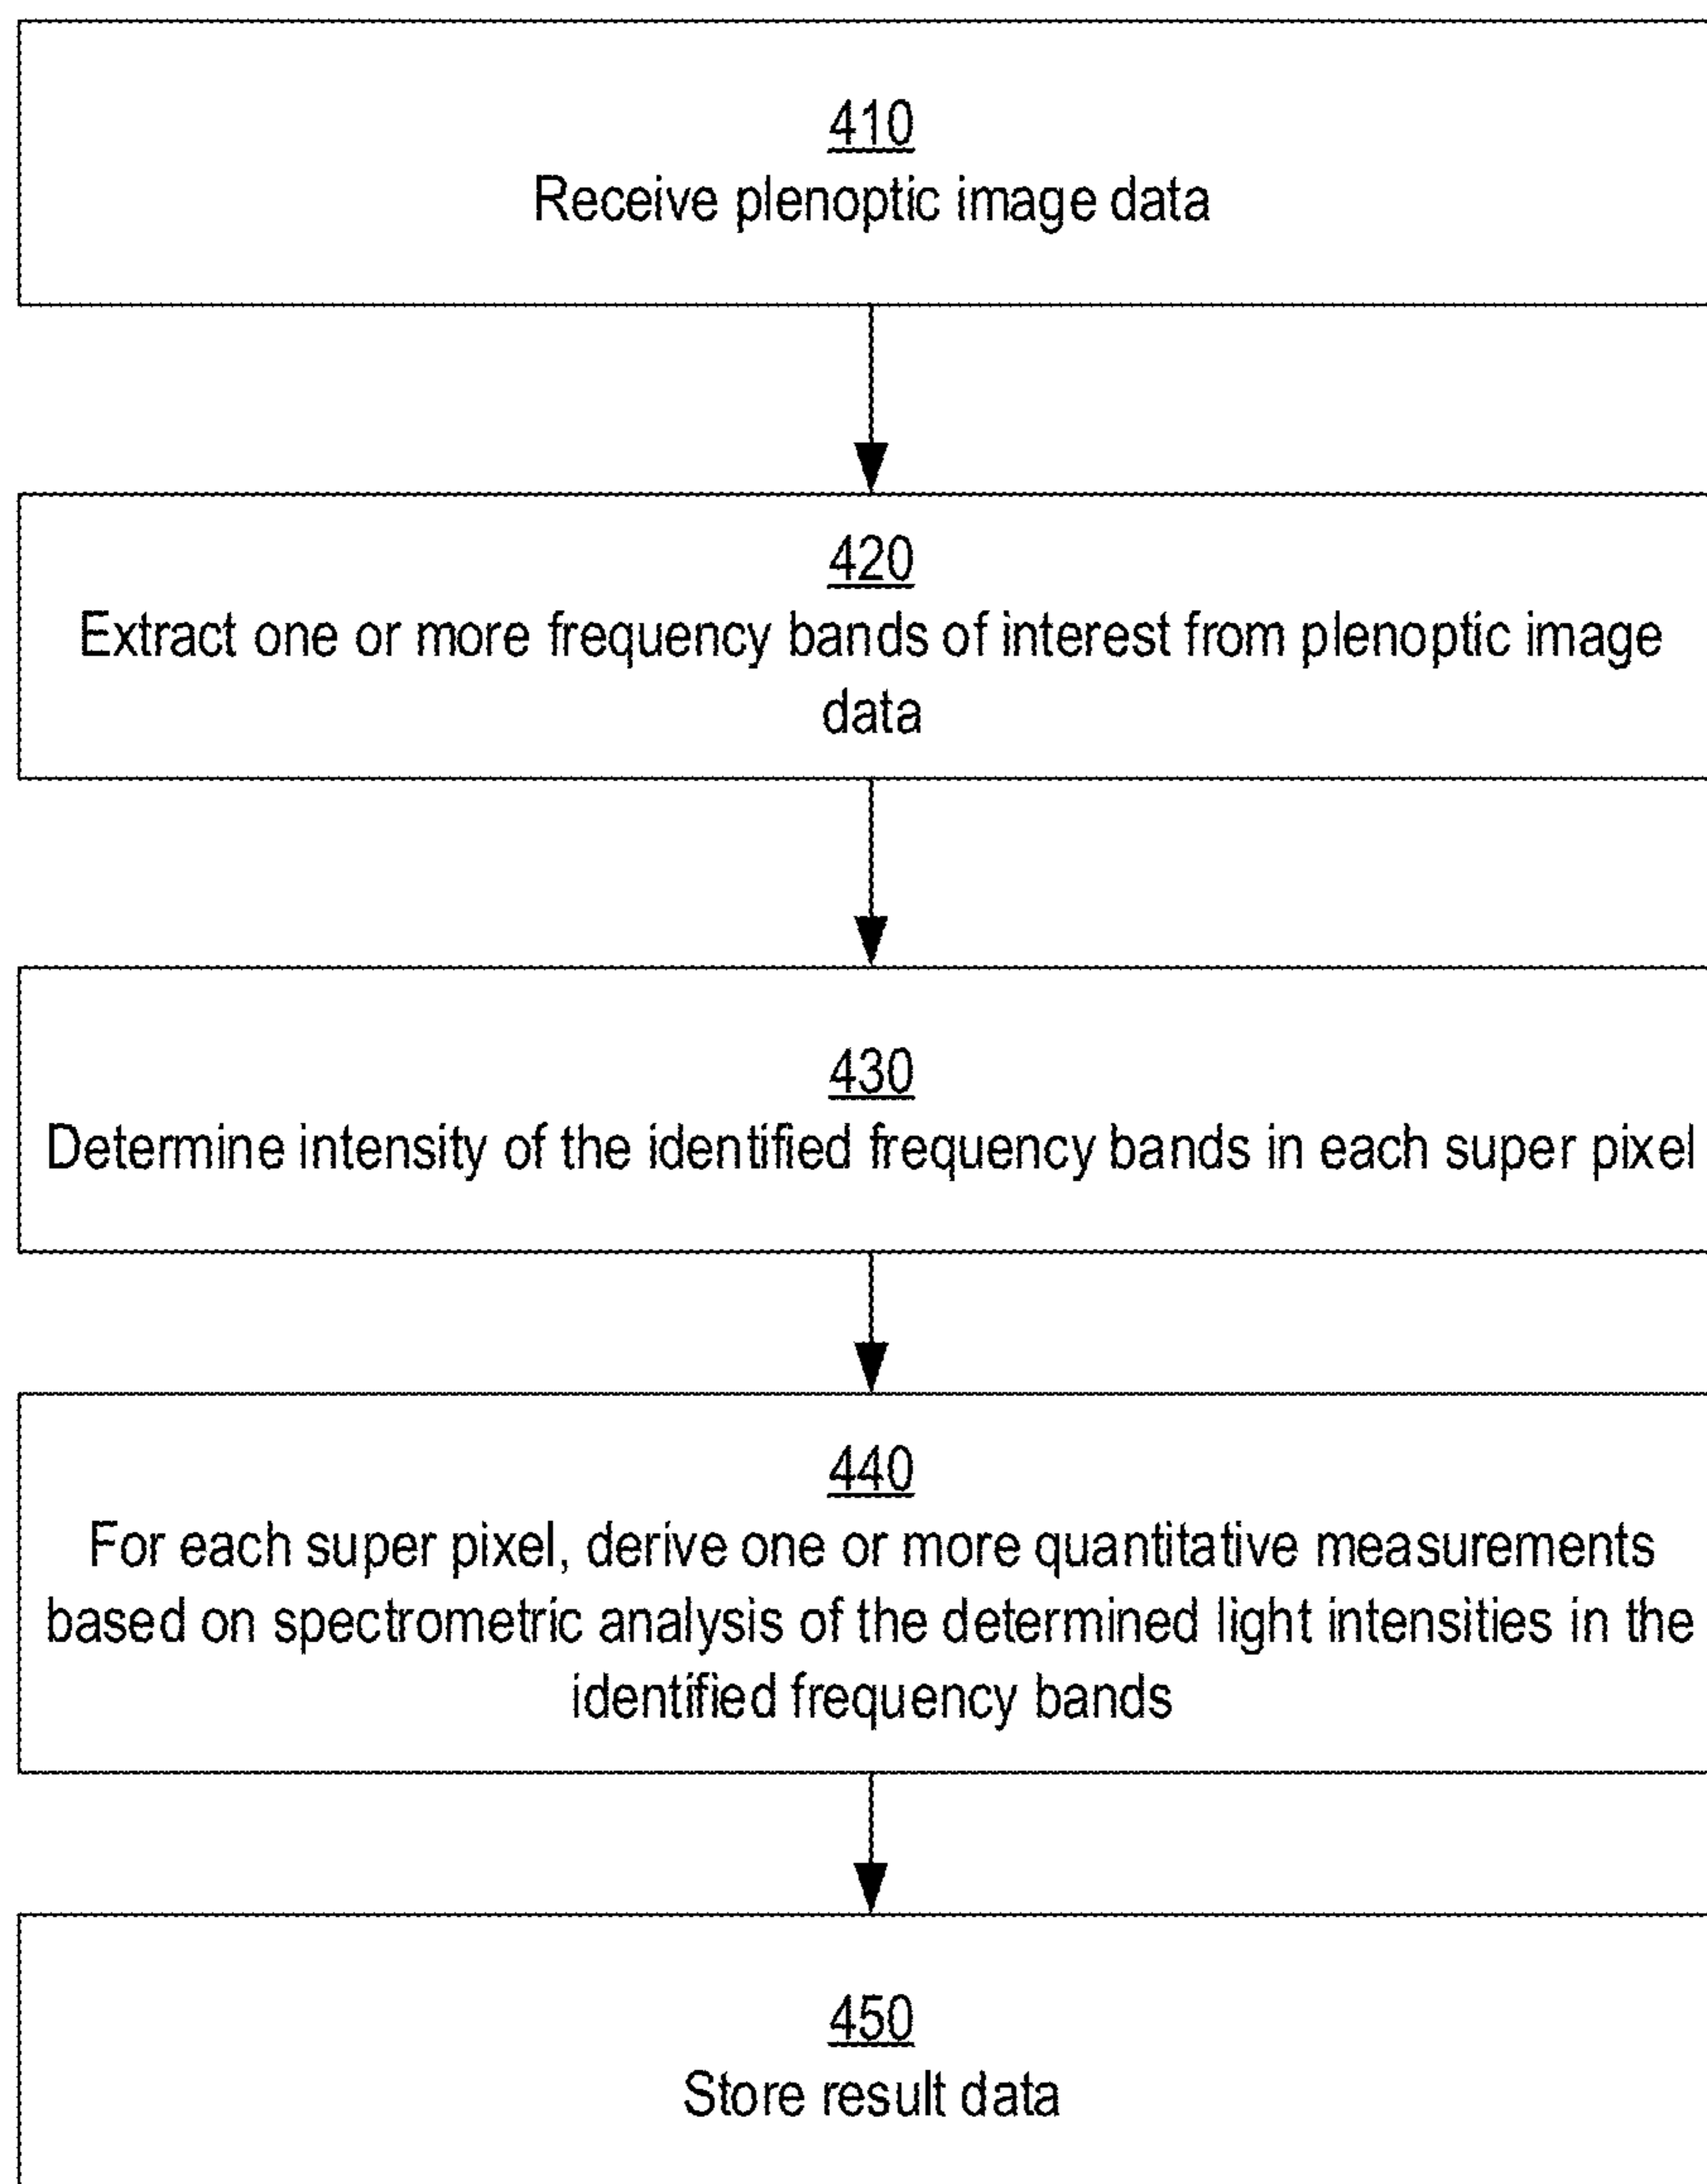 410
Receive plenoptic image data
420
Extract one or more frequency bands of interest from plenoptic image
data
430
Determine intensity of the identified frequency bands in each super pixel
440
For each super pixel, derive one or more quantitative measurements
based on spectrometric analysis of the determined light intensities in the
identified frequency bands
450
Store result data